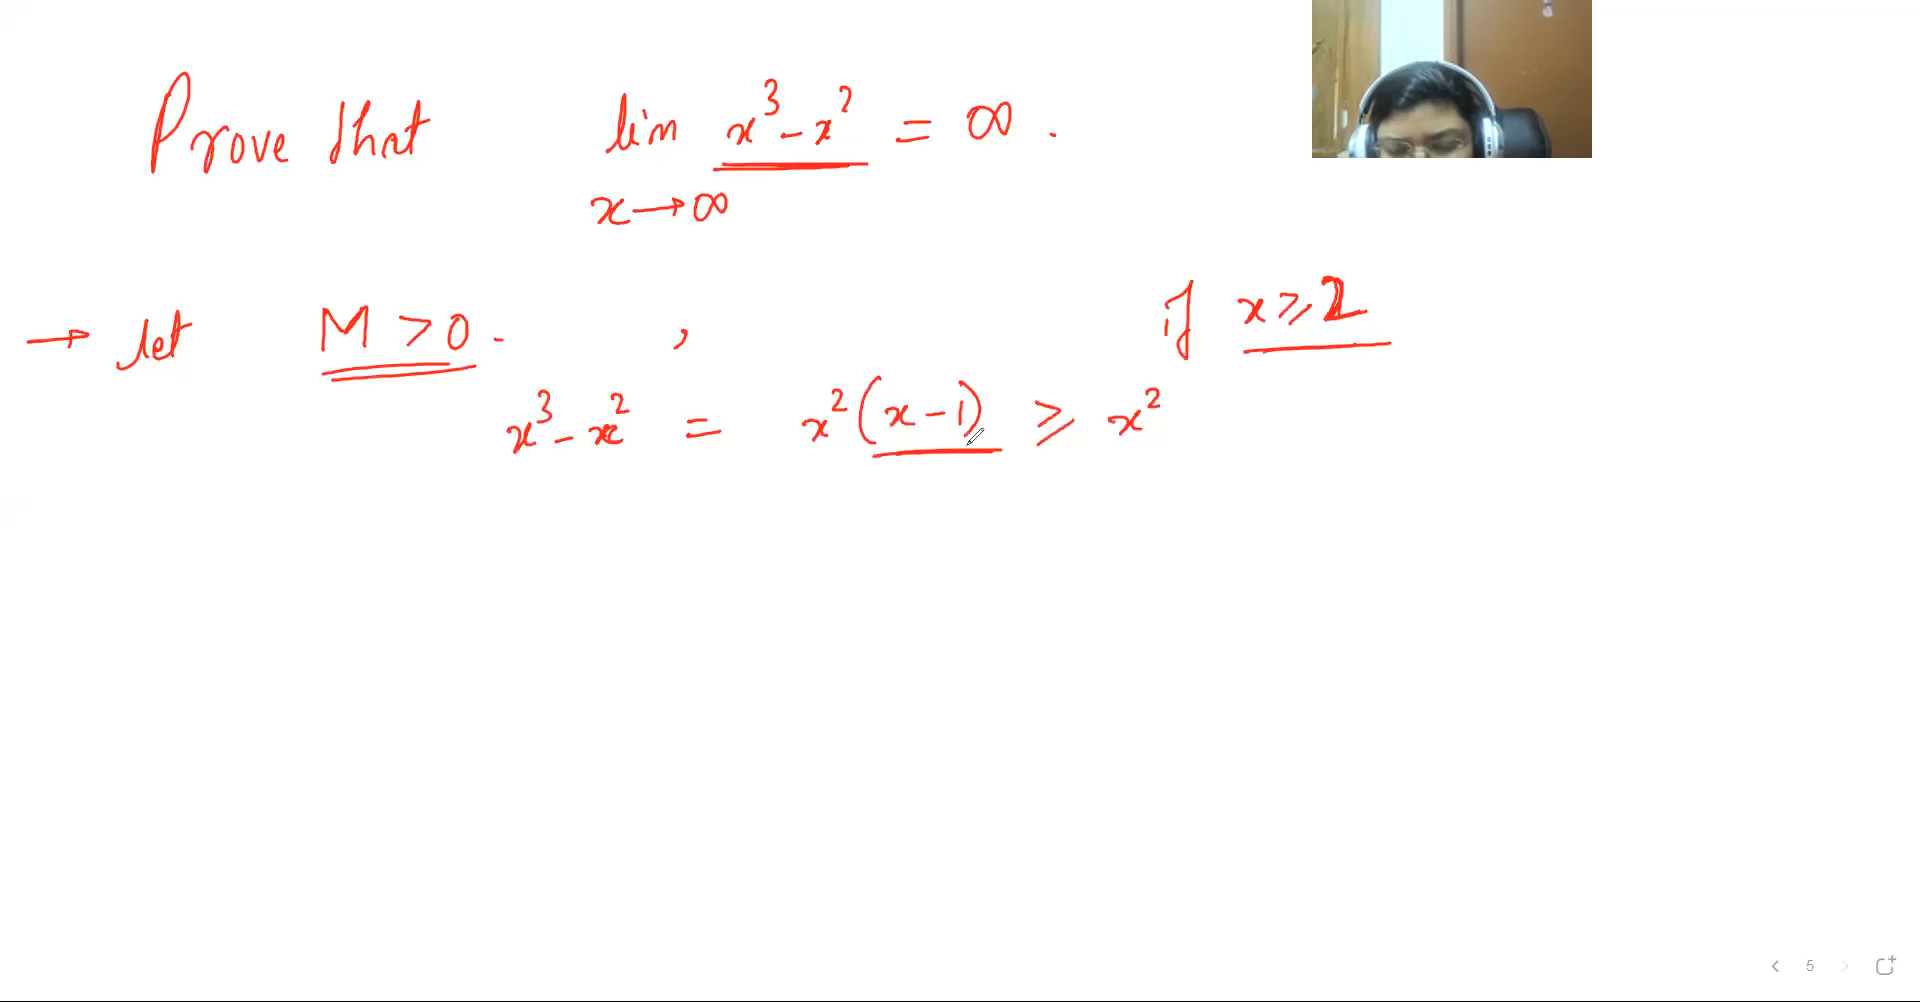 Prove that lim x³ - x² = ∞ .
x → ∞
→ let M > 0 . , if x ≥ 2
x³ - x² = x² (x - 1) ≥ x²
5